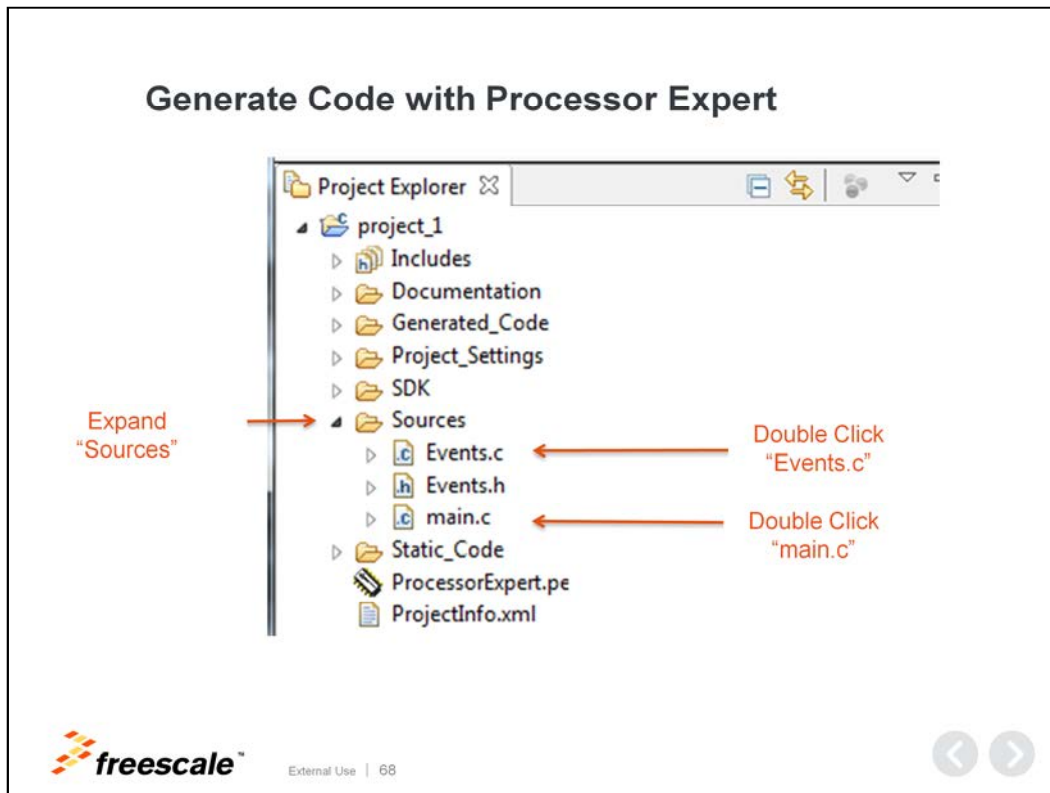 Generate Code with Processor Expert
Project Explorer
project_1
Includes
Documentation
Generated_Code
Project_Settings
SDK
Expand
“Sources”
Sources
Events.c
Double Click
“Events.c”
Events.h
main.c
Double Click
“main.c”
Static_Code
ProcessorExpert.pe
ProjectInfo.xml
freescale™
External Use | 68